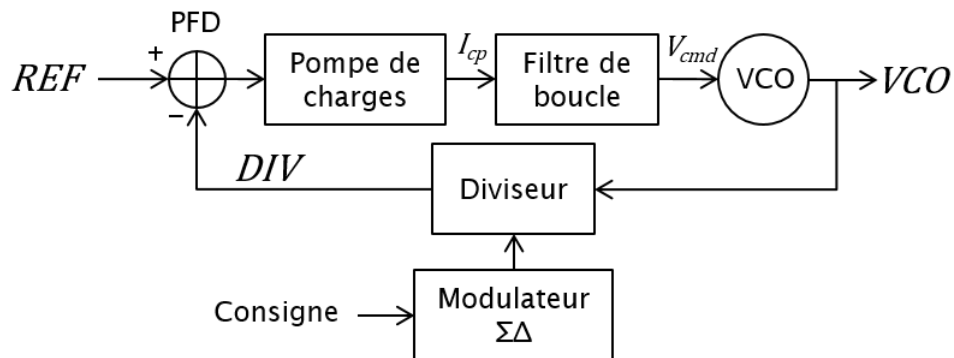 PFD
+
REF
Pompe de
charges
I_cp
Filtre de
boucle
V_cmd
VCO
VCO
−
DIV
Diviseur
Consigne
Modulateur
ΣΔ